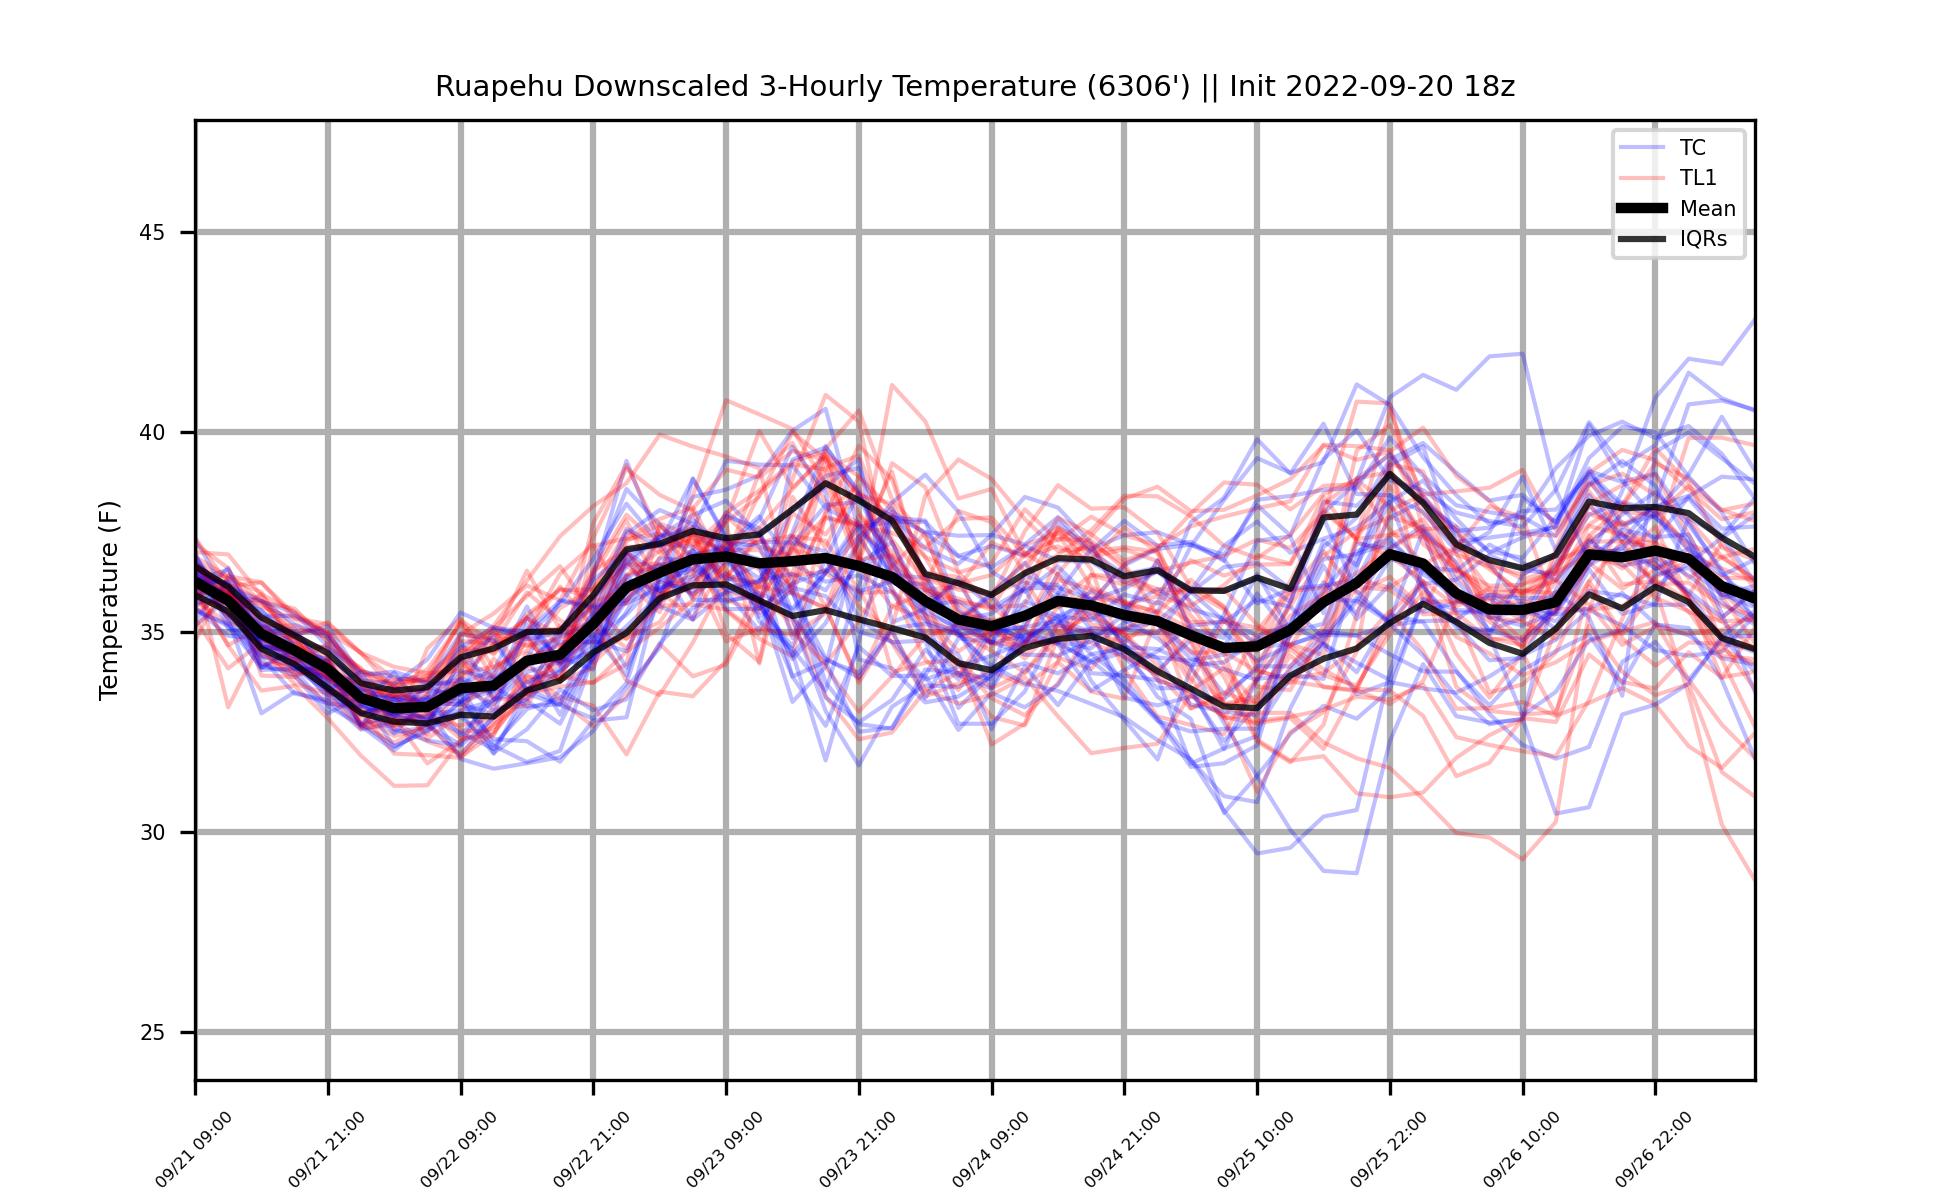 Ruapehu Downscaled 3-Hourly Temperature (6306') || Init 2022-09-20 18z
TC
TL1
Mean
IQRs
Temperature (F)
45
40
35
30
25
09/21 09:00
09/21 21:00
09/22 09:00
09/22 21:00
09/23 09:00
09/23 21:00
09/24 09:00
09/24 21:00
09/25 10:00
09/25 22:00
09/26 10:00
09/26 22:00